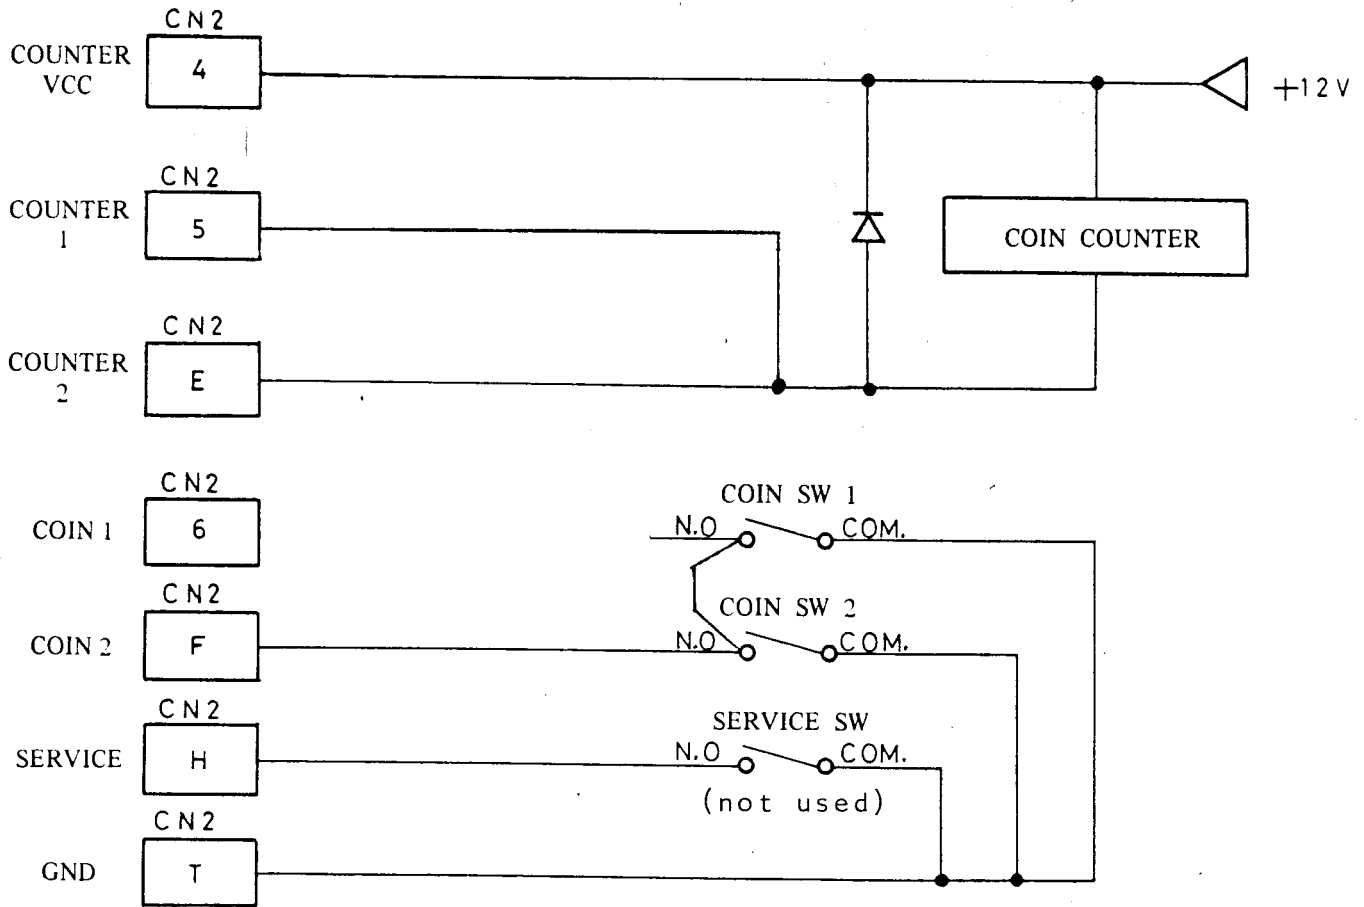 CN2
COUNTER
VCC
4
+12V
CN2
COUNTER
1
5
COIN COUNTER
CN2
COUNTER
2
E
CN2
COIN 1
6
COIN SW 1
N.O
COM.
CN2
COIN 2
F
COIN SW 2
N.O
COM.
CN2
SERVICE
H
SERVICE SW
N.O
COM.
(not used)
CN2
GND
T